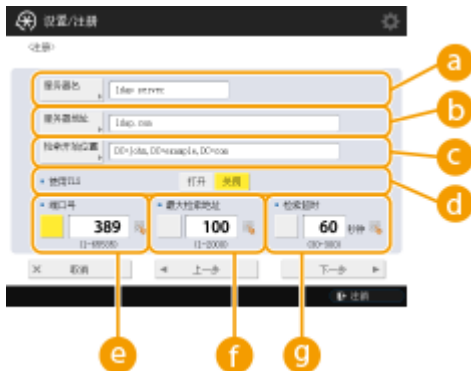 设置/注册
<注册>
a
服务器名
ldap server
b
服务器地址
ldap.com
c
检索开始位置
DC=john,DC=example,DC=com
使用TLS
打开 关闭
d
端口号 最大检索地址 检索超时
389 100 60 秒钟
(1-65535) (1-2000) (30-300)
× 取消 ◄ 上一步 下一步 ►
注销
e f g